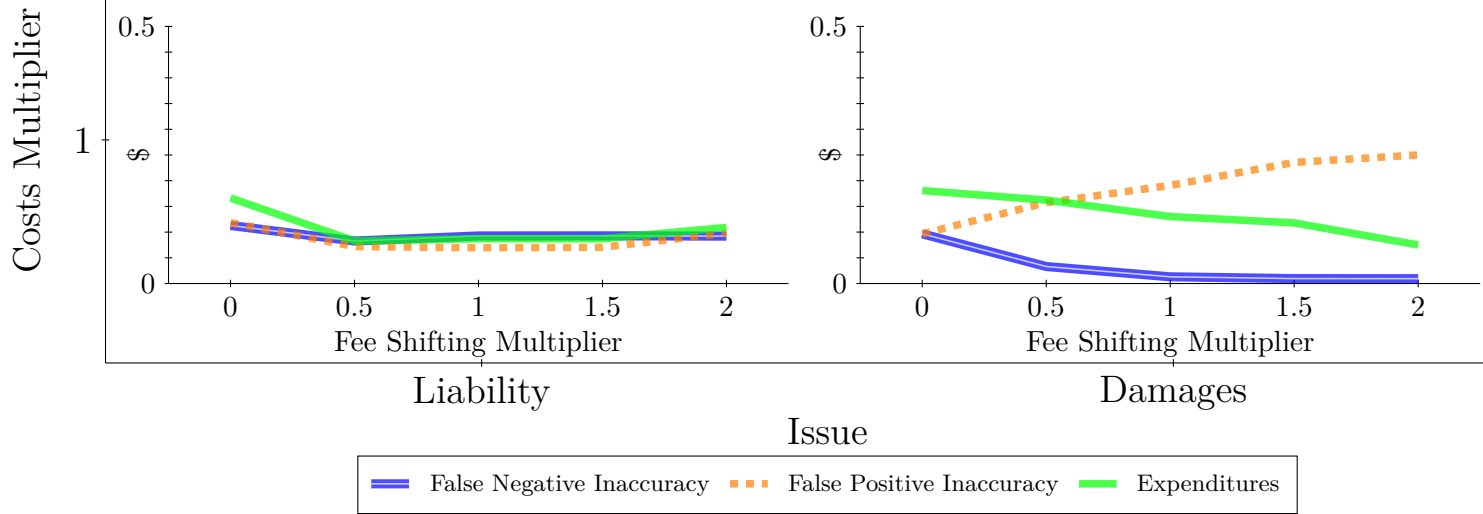 Costs Multiplier
1
0.5
$
0
0 0.5 1 1.5 2
Fee Shifting Multiplier
0.5
$
0
0 0.5 1 1.5 2
Fee Shifting Multiplier
Liability Damages
Issue
False Negative Inaccuracy False Positive Inaccuracy Expenditures